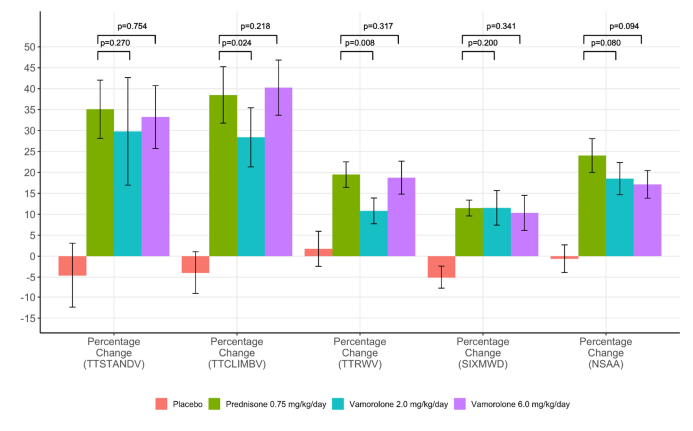 p=0.754
p=0.218
p=0.317
p=0.341
p=0.094
p=0.270
p=0.024
p=0.008
p=0.200
p=0.080
50
45
40
35
30
25
20
15
10
5
0
-5
-10
-15
Percentage
Change
(TTSTANDV)
Percentage
Change
(TTCLIMBV)
Percentage
Change
(TTRWV)
Percentage
Change
(SIXMWD)
Percentage
Change
(NSAA)
Placebo Prednisone 0.75 mg/kg/day Vamorolone 2.0 mg/kg/day Vamorolone 6.0 mg/kg/day